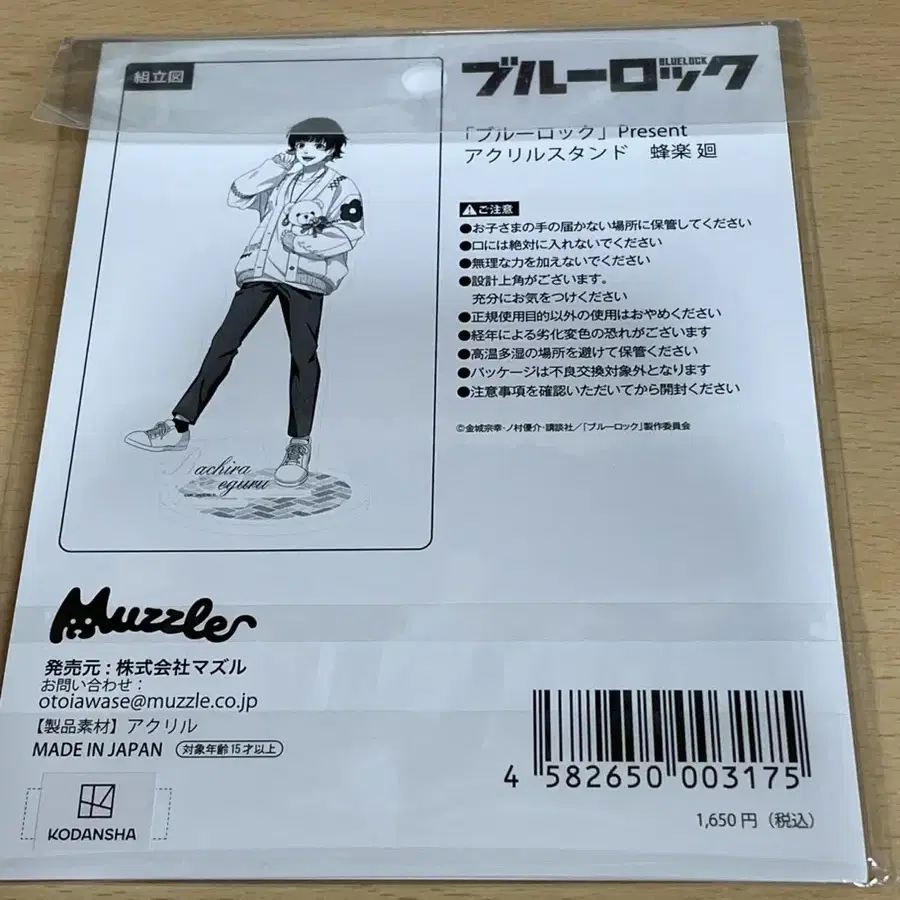 組立図
ブルーロック
BLUELOCK
「ブルーロック」Present
アクリルスタンド 蜂楽 廻
ご注意
●お子さまの手の届かない場所に保管してください
●口には絶対に入れないでください
●無理な力を加えないでください
●設計上角がございます。
充分にお気をつけください
●正規使用目的以外の使用はおやめください
●経年による劣化変色の恐れがございます
●高温多湿の場所を避けて保管ください
●パッケージは不良交換対象外となります
●注意事項を確認いただいてから開封ください
©金城宗幸・ノ村優介・講談社/「ブルーロック」製作委員会
Bachira
eguru
Muzzle
発売元:株式会社マズル
お問い合わせ:
otoiawase@muzzle.co.jp
【製品素材】アクリル
MADE IN JAPAN 対象年齢15才以上
KODANSHA
4 582650 003175
1,650円(税込)